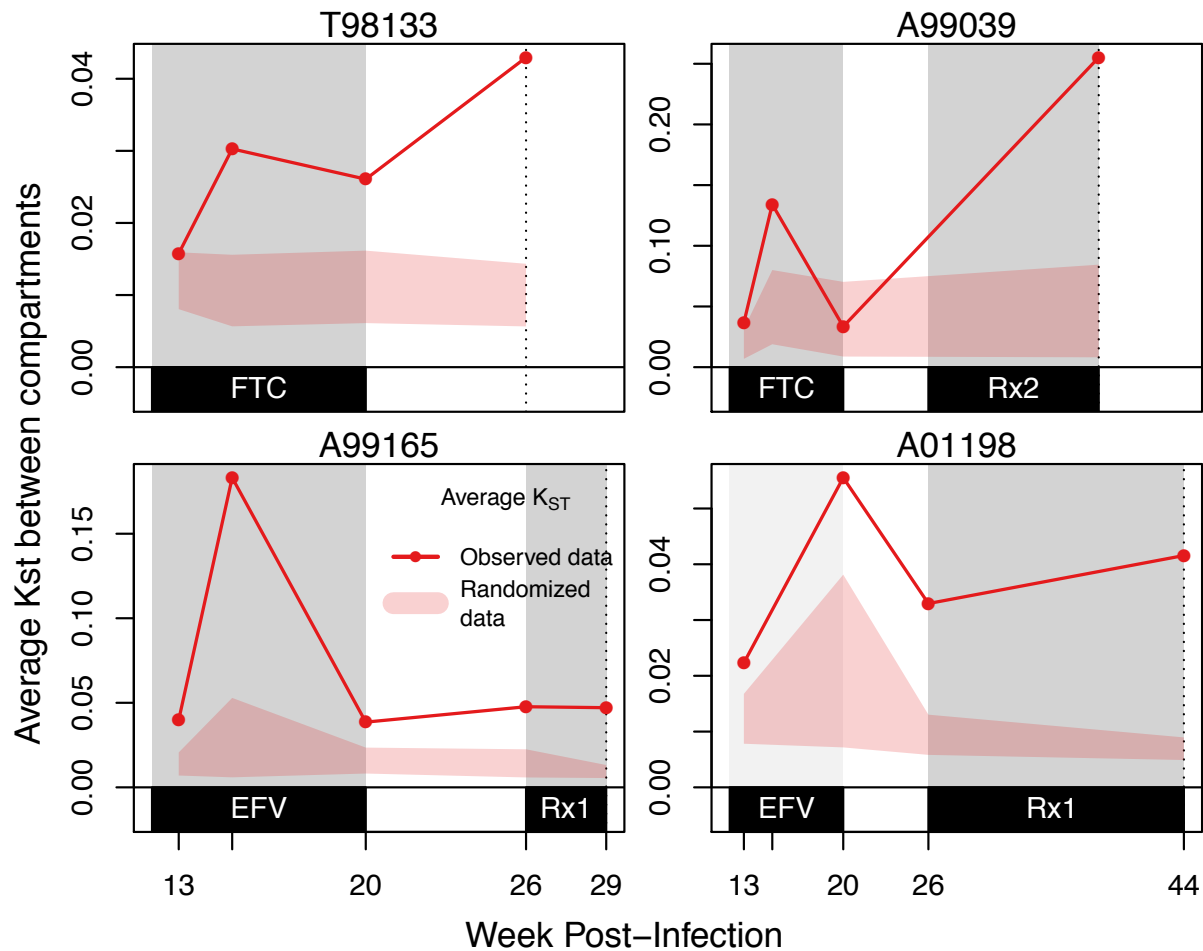 T98133
A99039
Average Kst between compartments
0.04
0.02
0.00
FTC
0.20
0.10
0.00
FTC
Rx2
A99165
A01198
0.15
0.10
0.05
0.00
Average K_ST
Observed data
Randomized
data
EFV
Rx1
0.04
0.02
0.00
EFV
Rx1
13
20
26
29
13
20
26
44
Week Post−Infection